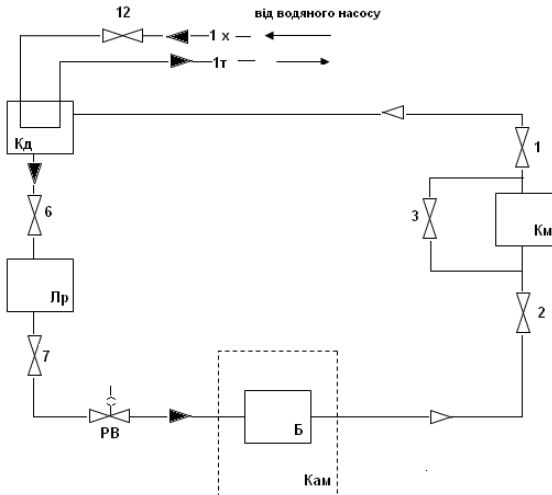 12
від водяного насосу
1 х
1т
Кд
1
6
3
Км
Лр
2
7
РВ
Б
Кам